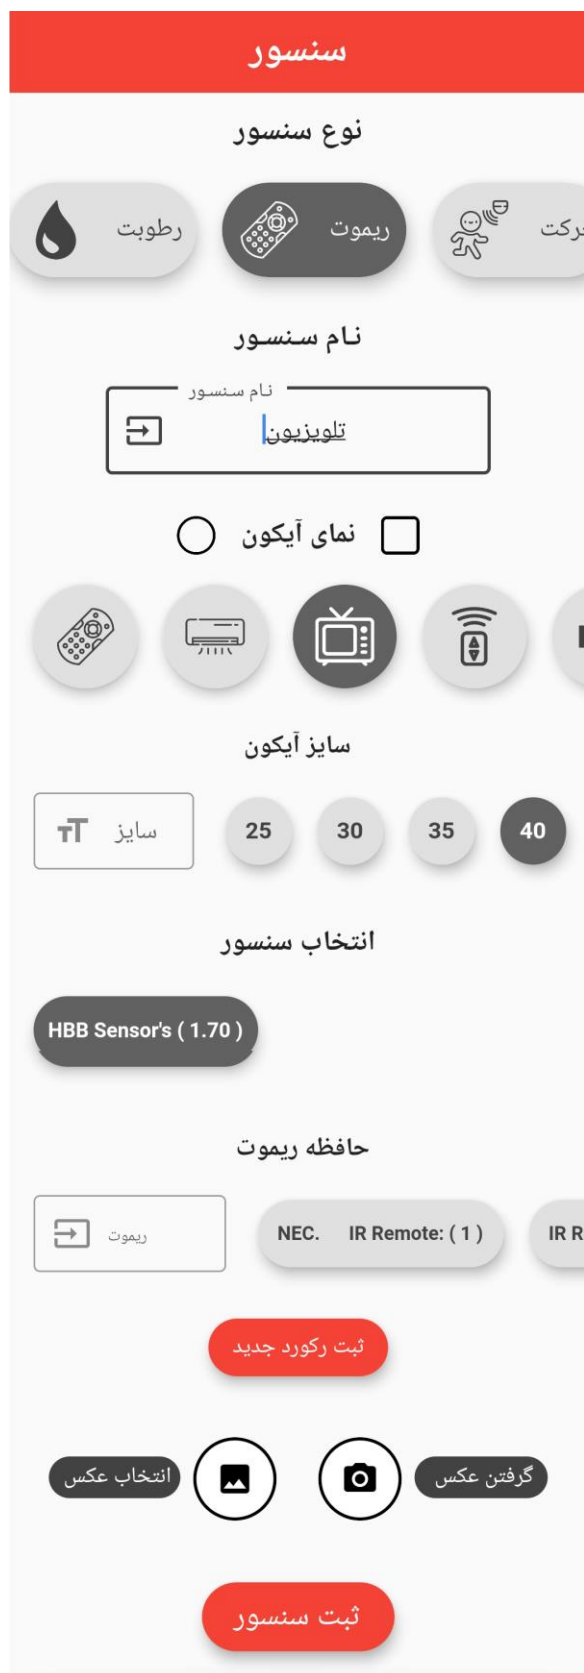 سنسور
نوع سنسور
رطوبت ریموت
نام سنسور
نام سنسور
تلویزیون
نمای آیکون
سایز آیکون
سایز 25 30 35 40
انتخاب سنسور
HBB Sensor's ( 1.70 )
حافظه ریموت
ریموت NEC. IR Remote: ( 1 ) IR
ثبت رکورد جدید
انتخاب عکس گرفتن عکس
ثبت سنسور